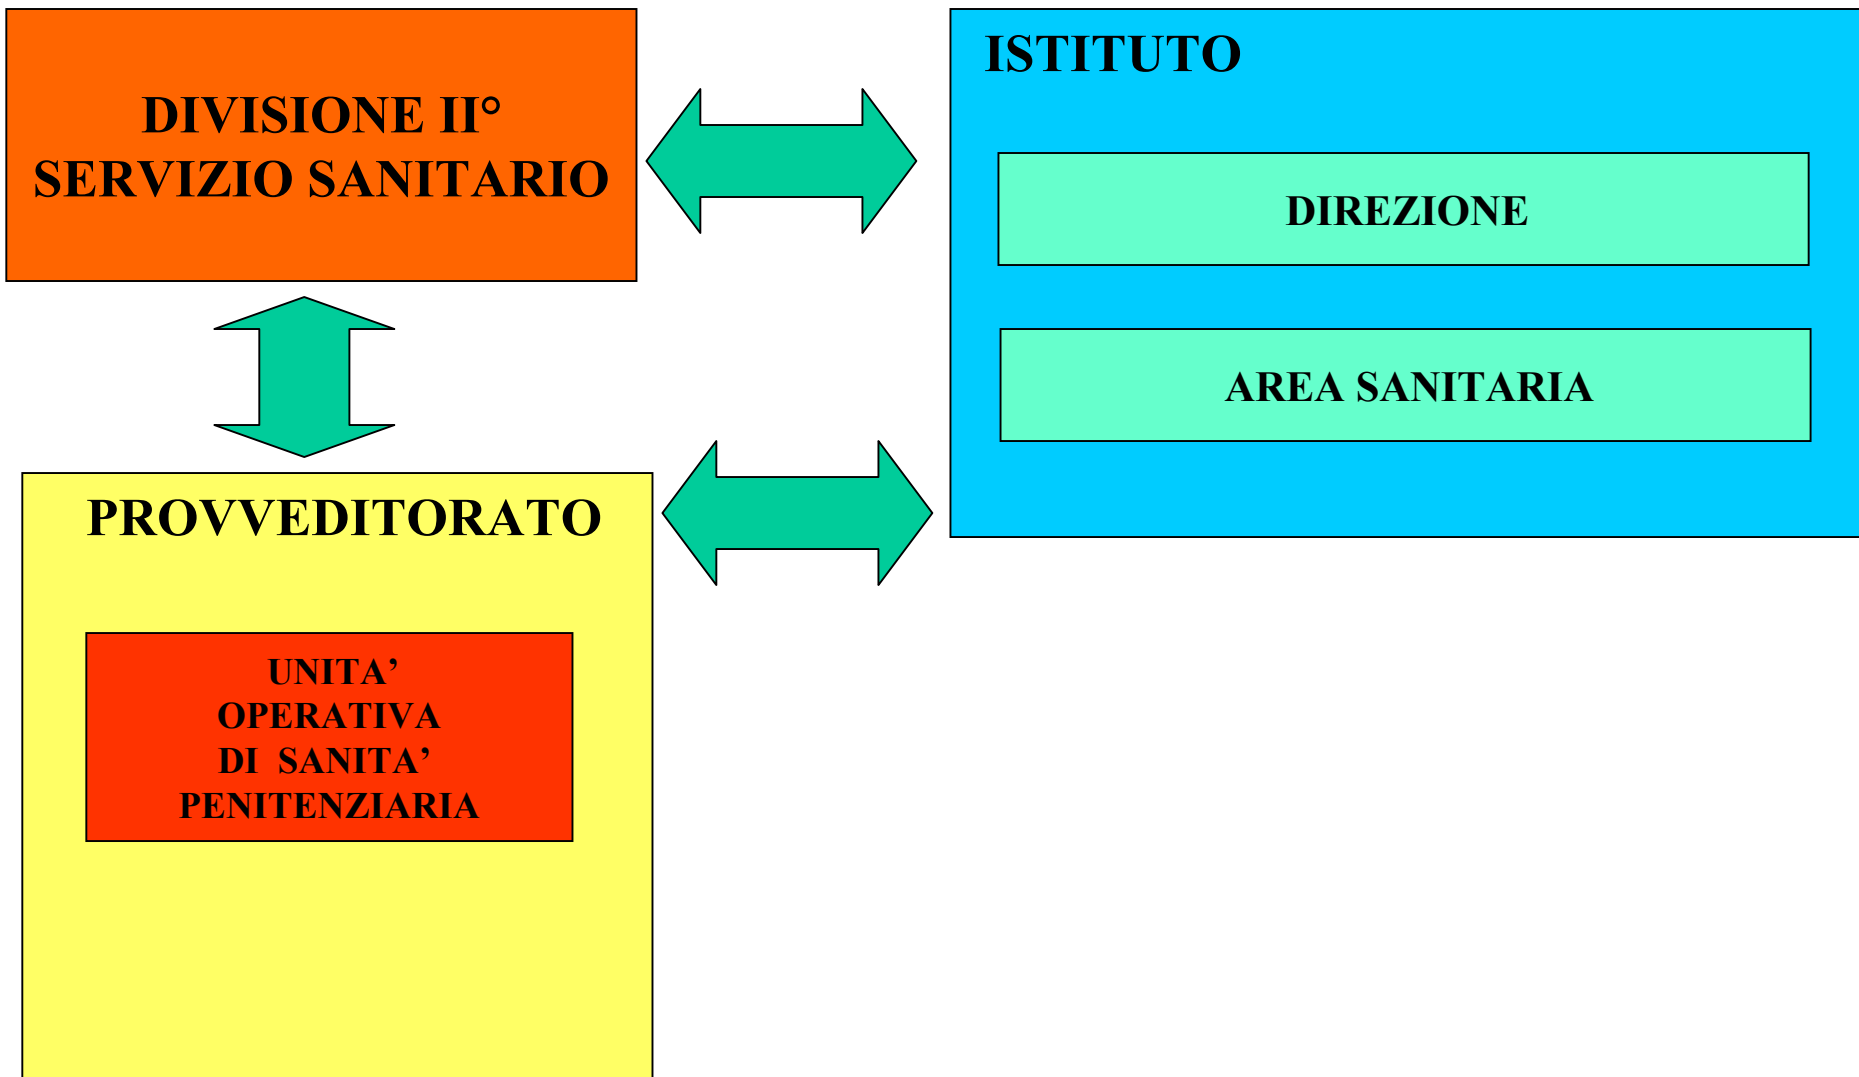 DIVISIONE II°
SERVIZIO SANITARIO
ISTITUTO
DIREZIONE
AREA SANITARIA
PROVVEDITORATO
UNITA’
OPERATIVA
DI SANITA’
PENITENZIARIA